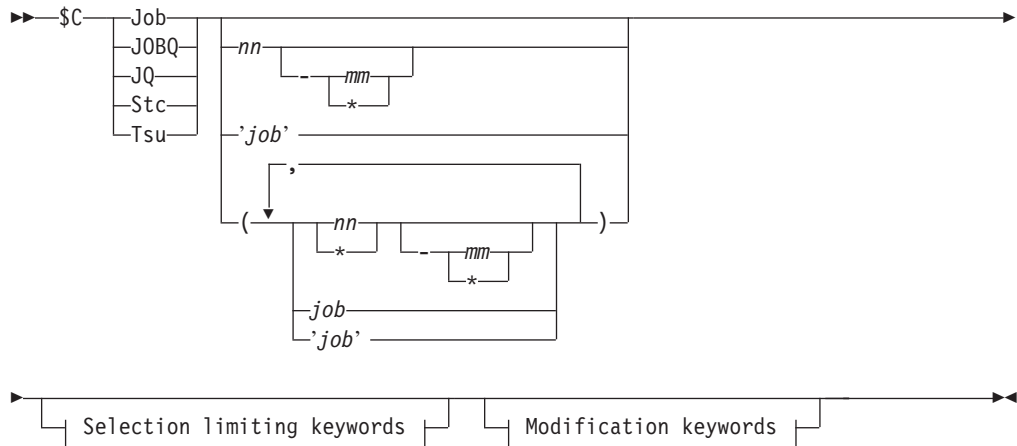 $C Job
JOBQ nn
- mm
JQ
*
Stc
Tsu 'job'
,
( nn )
* - mm
*
job
'job'
Selection limiting keywords Modification keywords